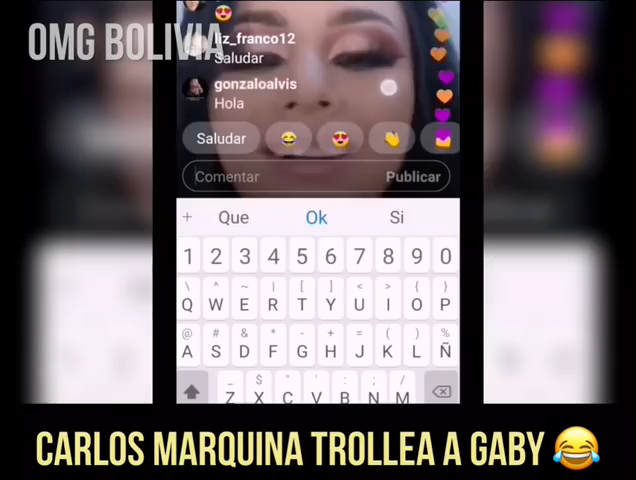 OMG BOLIVIA
liz_franco12
Saludar
gonzaloalvis
Hola
Saludar
Comentar Publicar
+ Que Ok Si
1 2 3 4 5 6 7 8 9 0
\ ^ ~ | [ ] < > { }
Q W E R T Y U I O P
@ # & * - + = ( ) %
A S D F G H J K L Ñ
_ $ " ' : ; /
Z X C V B N M
CARLOS MARQUINA TROLLEA A GABY 😂